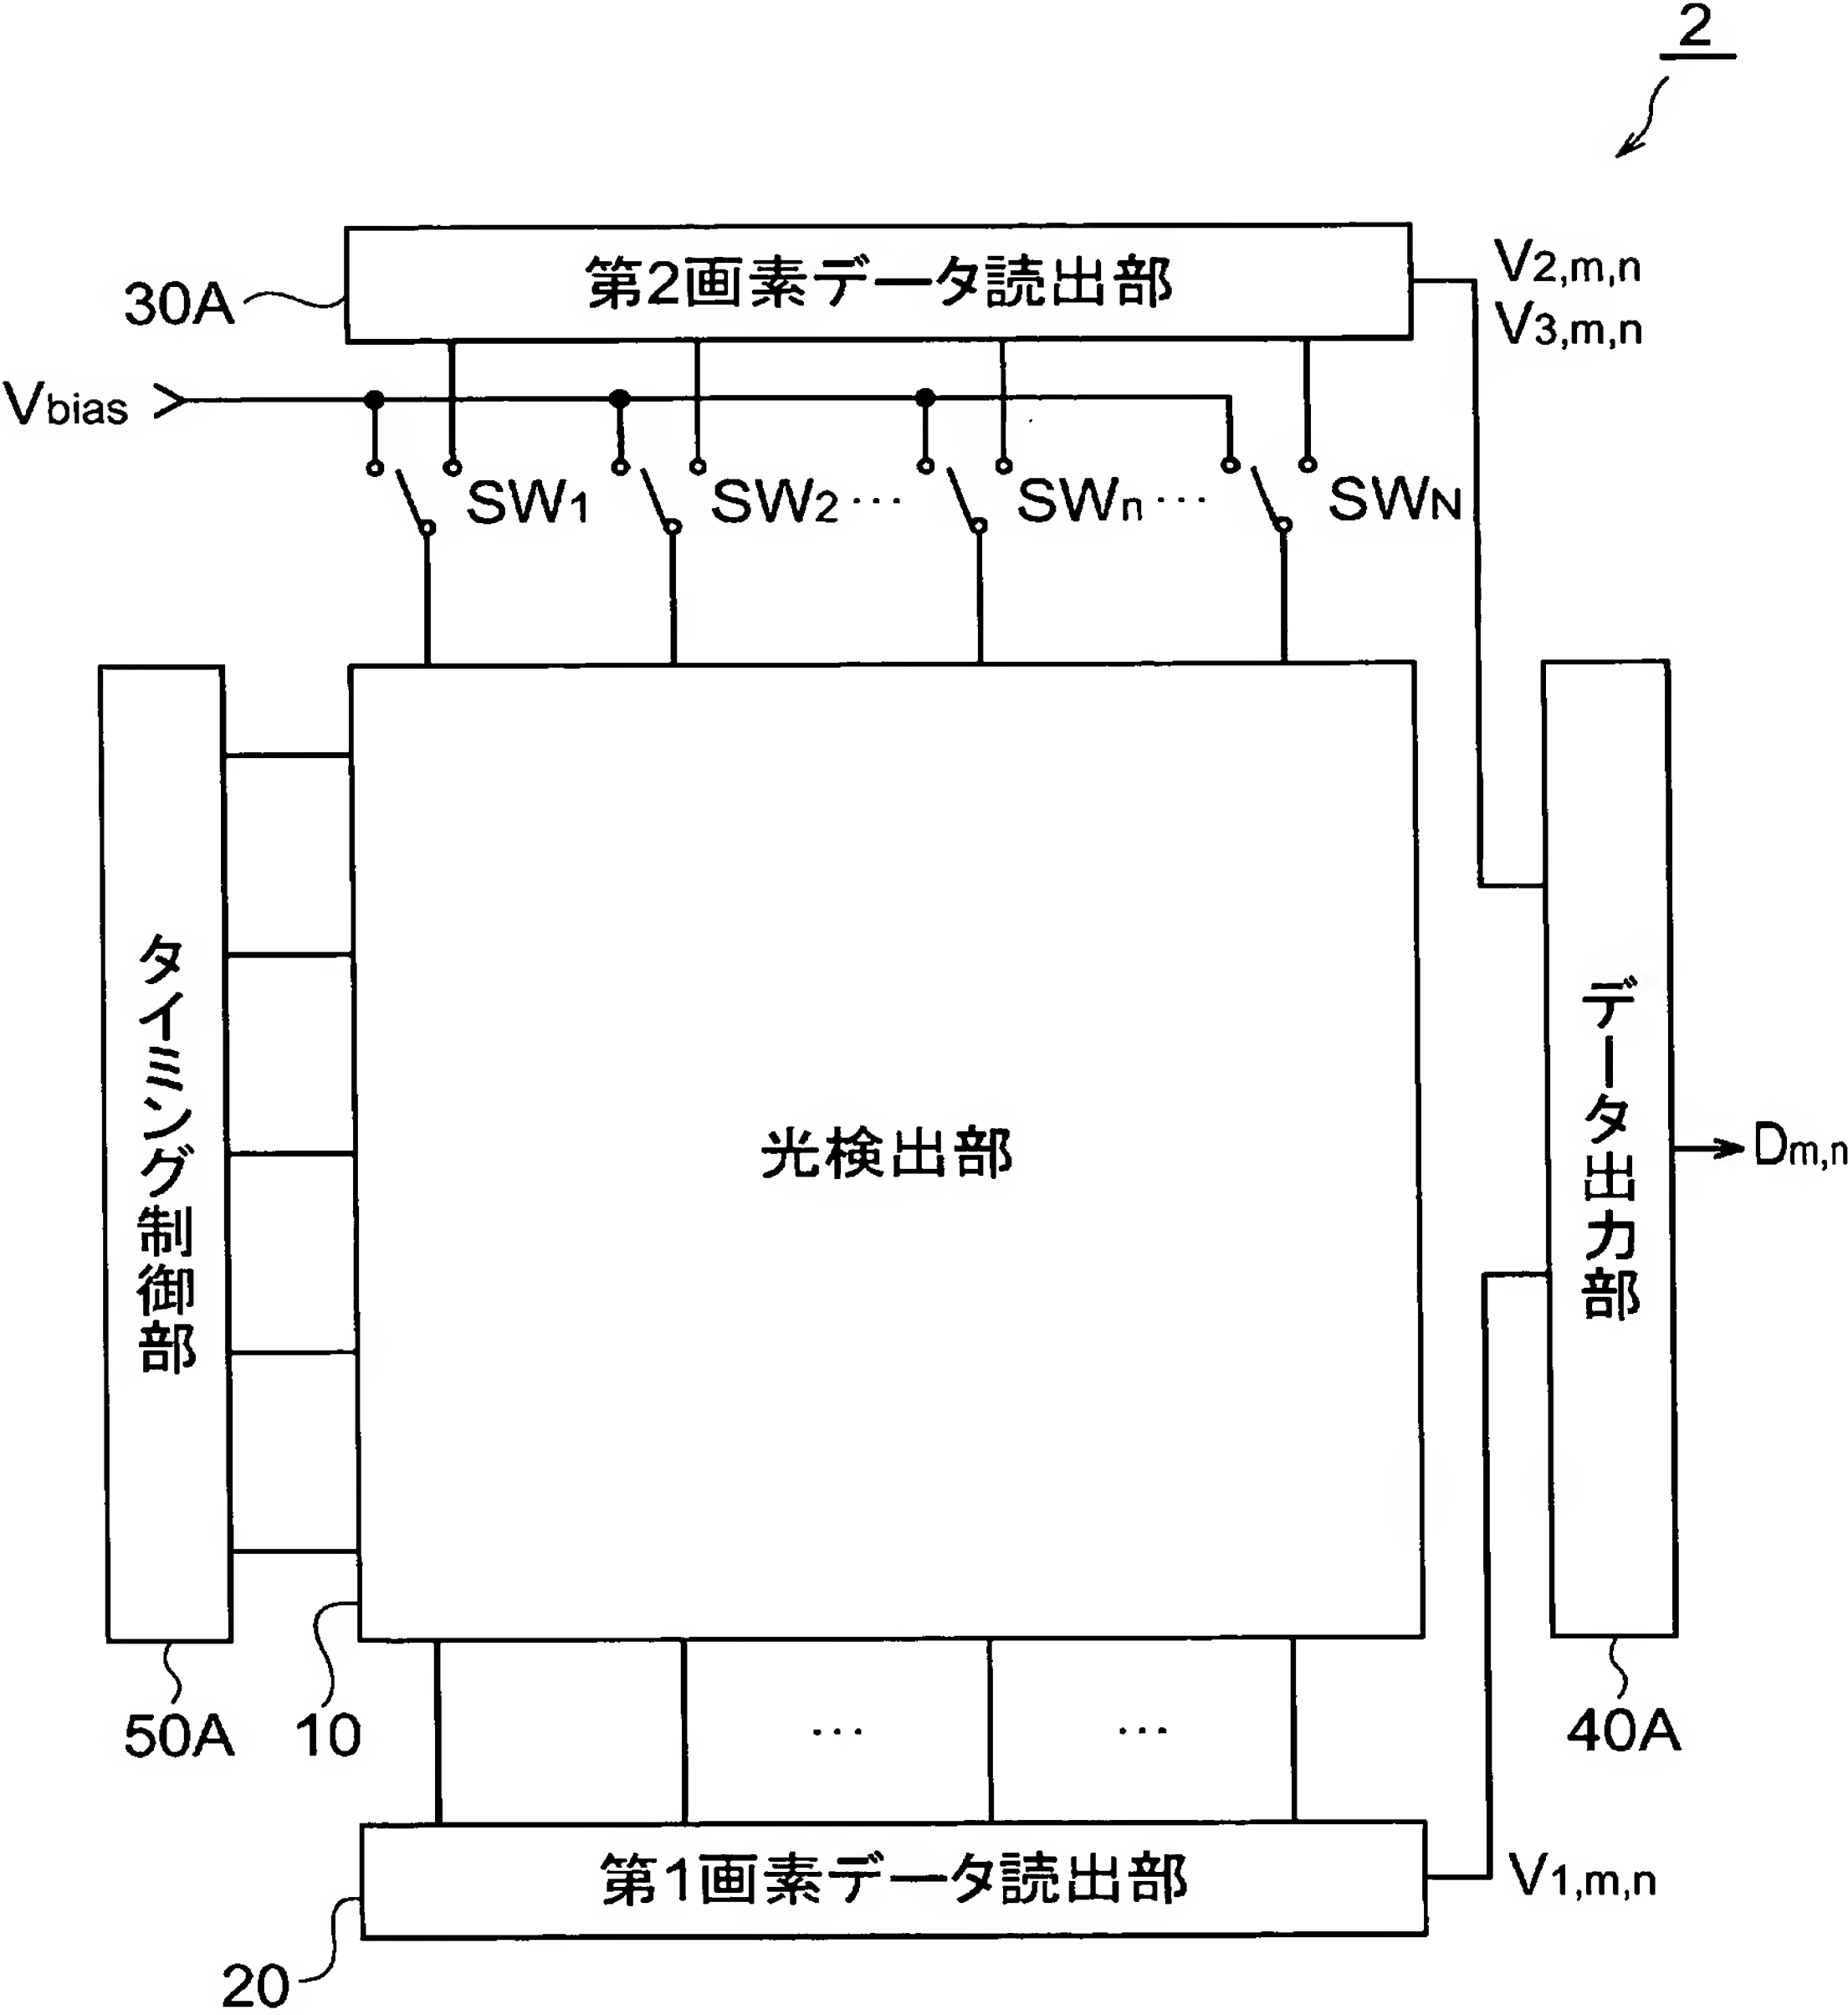 2
第2画素データ読出部
V2,m,n
V3,m,n
30A
Vbias
SW1
SW2 ···
SWn ···
SWN
タイミング制御部
光検出部
データ出力部
Dm,n
50A
10
···
···
40A
第1画素データ読出部
V1,m,n
20